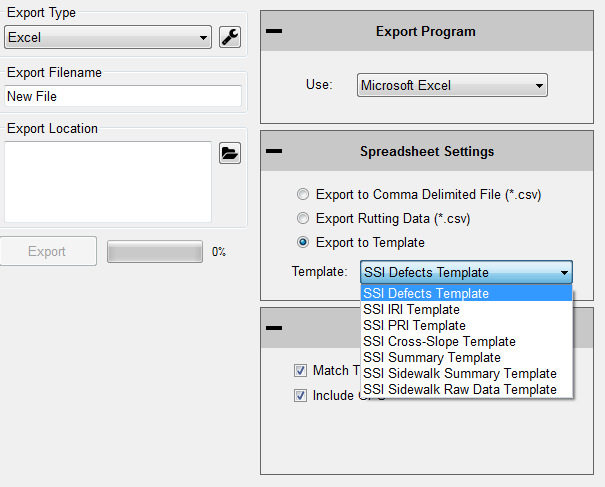 Export Type
Excel
Export Filename
New File
Export Location
Export
0%
Export Program
Use:
Microsoft Excel
Spreadsheet Settings
Export to Comma Delimited File (*.csv)
Export Rutting Data (*.csv)
Export to Template
Template:
SSI Defects Template
SSI Defects Template
SSI IRI Template
SSI PRI Template
SSI Cross-Slope Template
SSI Summary Template
SSI Sidewalk Summary Template
SSI Sidewalk Raw Data Template
Match
Include